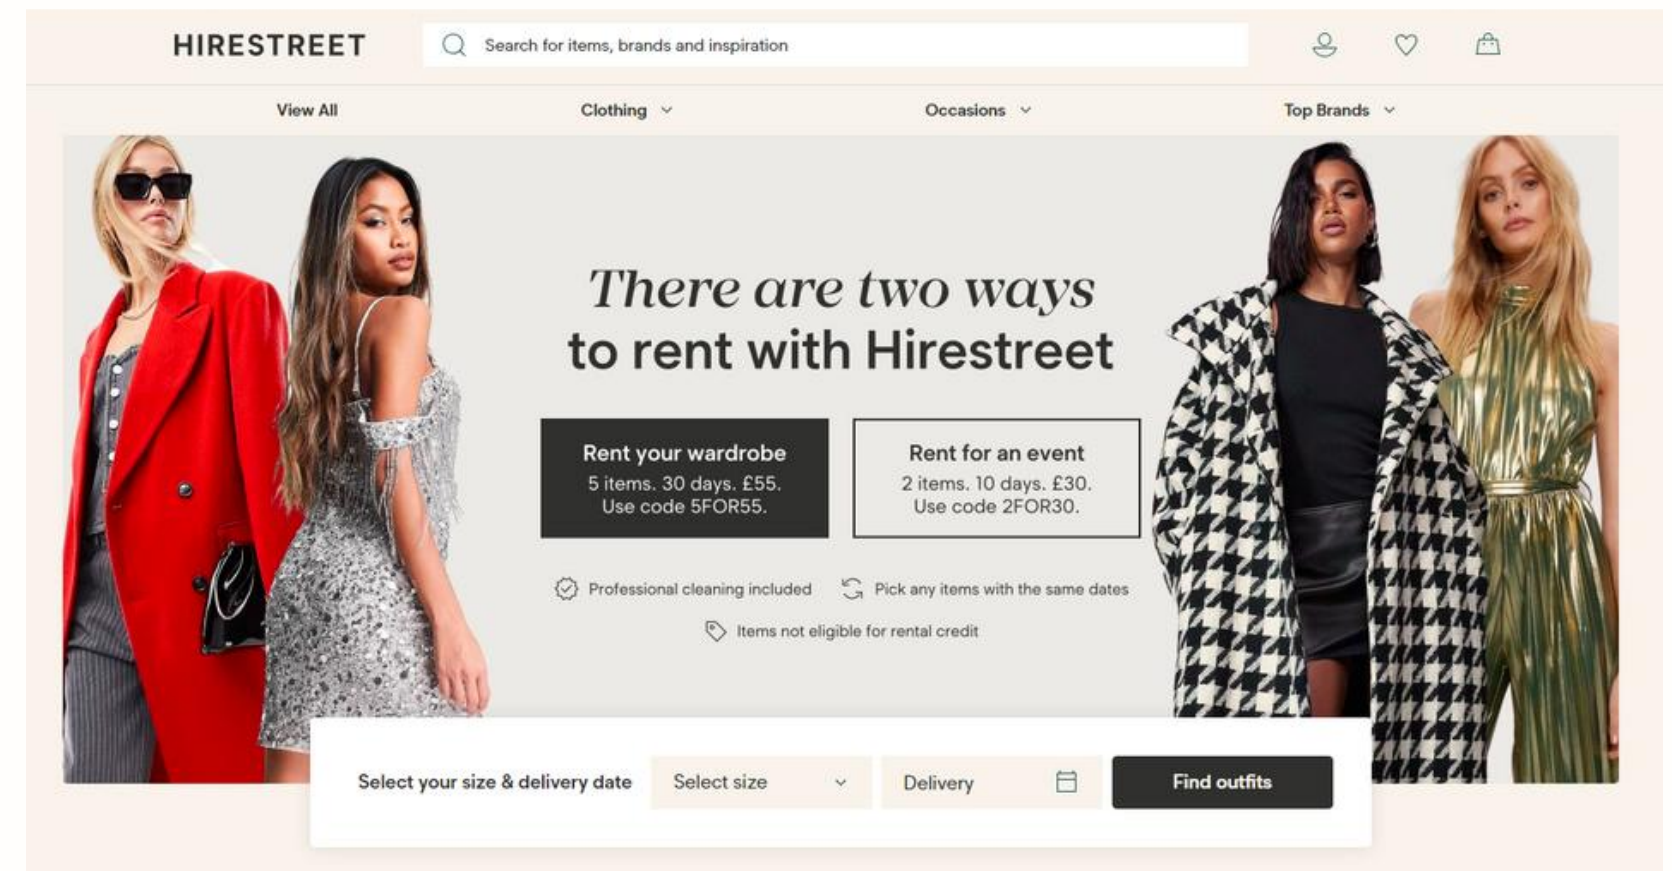 HIRESTREET
Search for items, brands and inspiration
View All
Clothing
Occasions
Top Brands
There are two ways
to rent with Hirestreet
Rent your wardrobe
5 items. 30 days. £55.
Use code 5FOR55.
Rent for an event
2 items. 10 days. £30.
Use code 2FOR30.
Professional cleaning included
Pick any items with the same dates
Items not eligible for rental credit
Select your size & delivery date
Select size
Delivery
Find outfits